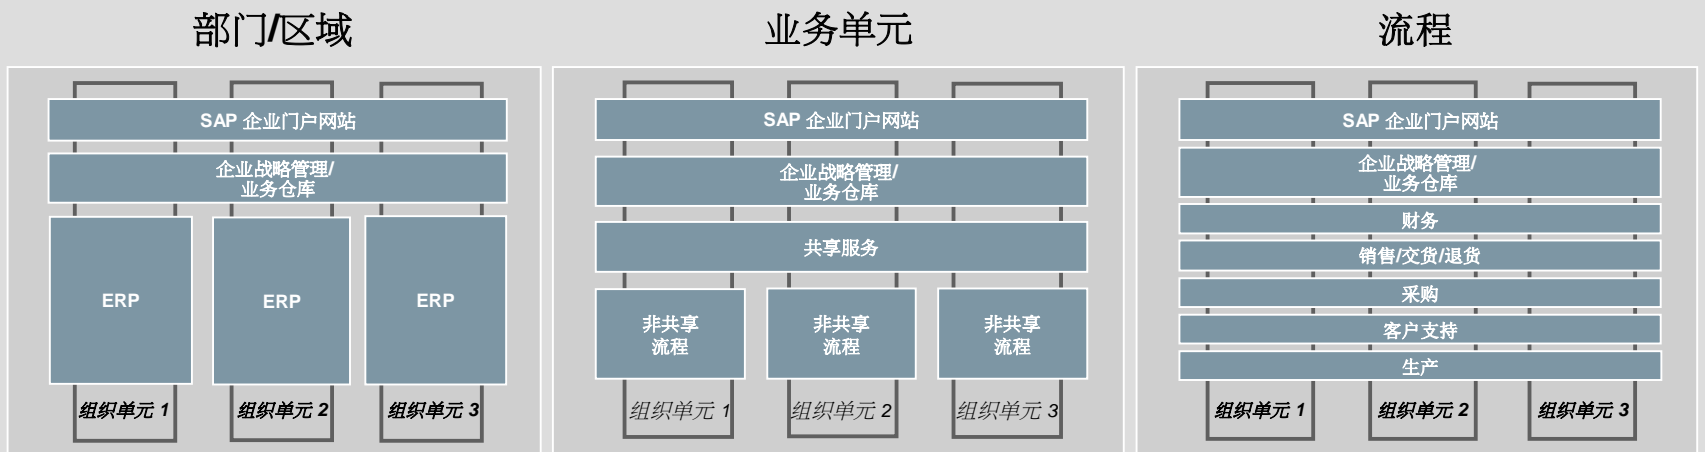 部门/区域
SAP 企业门户网站
企业战略管理/
业务仓库
ERP
ERP
ERP
组织单元 1
组织单元 2
组织单元 3
业务单元
SAP 企业门户网站
企业战略管理/
业务仓库
共享服务
非共享
流程
非共享
流程
非共享
流程
组织单元 1
组织单元 2
组织单元 3
流程
SAP 企业门户网站
企业战略管理/
业务仓库
财务
销售/交货/退货
采购
客户支持
生产
组织单元 1
组织单元 2
组织单元 3